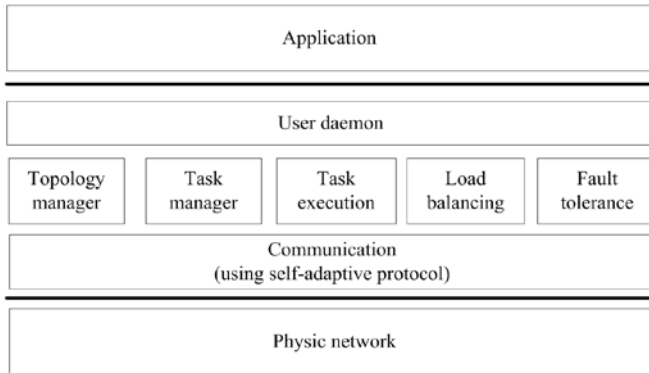 Application
User daemon
Topology
manager
Task
manager
Task
execution
Load
balancing
Fault
tolerance
Communication
(using self-adaptive protocol)
Physic network